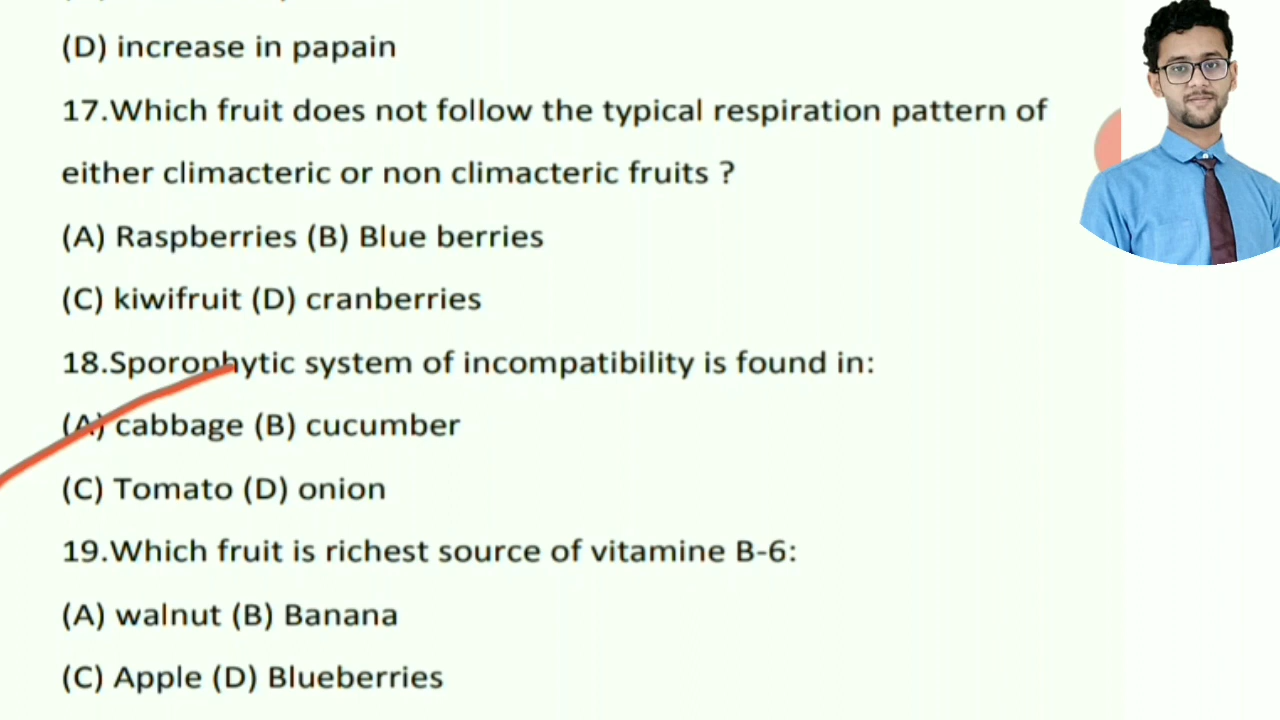 (D) increase in papain
17.Which fruit does not follow the typical respiration pattern of
either climacteric or non climacteric fruits ?
(A) Raspberries (B) Blue berries
(C) kiwifruit (D) cranberries
18.Sporophytic system of incompatibility is found in:
(A) cabbage (B) cucumber
(C) Tomato (D) onion
19.Which fruit is richest source of vitamine B-6:
(A) walnut (B) Banana
(C) Apple (D) Blueberries